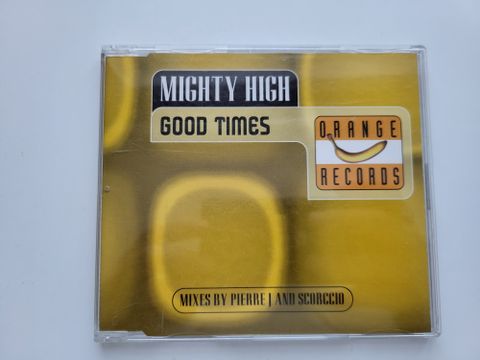 MIGHTY HIGH
GOOD TIMES
ORANGE
RECORDS
MIXES BY PIERRE J AND SCORCCIO